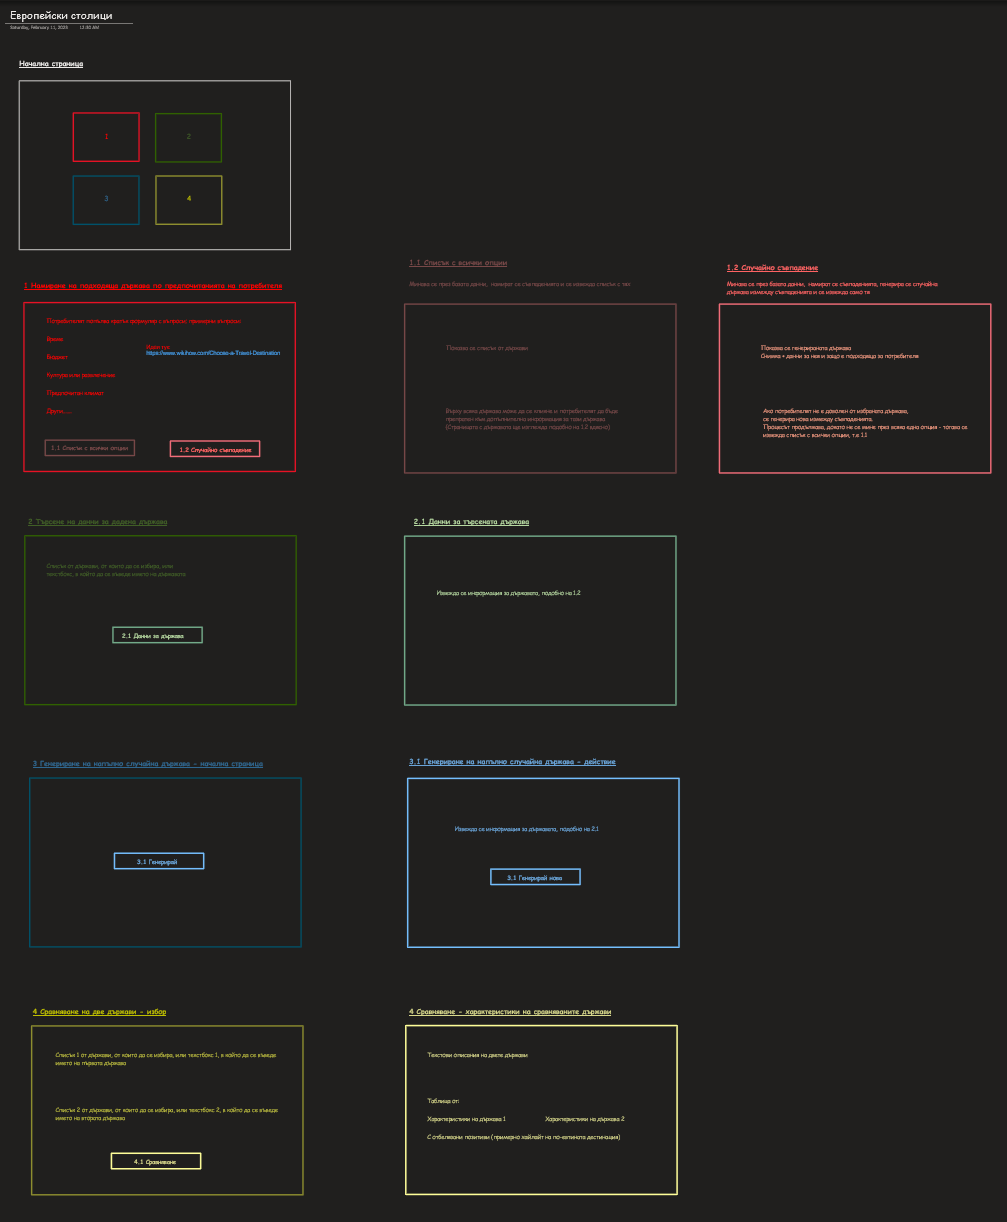 Европейски столици
Saturday, February 11, 2023 12:30 AM
Начална страница
1
2
3
4
1 Намиране на подходяща държава по предпочитанията на потребителя
Потребителят попълва кратък формуляр с въпроси; примерни въпроси:
Време
Идеи тук
https://www.wikihow.com/Choose-a-Travel-Destination
Бюджет
Култура или развлечение
Предпочитан климат
Други.....
1.1 Списък с всички опции
1.2 Случайно съвпадение
1.1 Списък с всички опции
Минава се през базата данни, намират се съвпаденията и се извежда списък с тях
Показва се списък от държави
Върху всяка държава може да се кликне и потребителят да бъде
препратен към допълнителна информация за тази държава
(Страницата с държавата ще изглежда подобно на 1.2 вдясно)
1.2 Случайно съвпадение
Минава се през базата данни, намират се съвпаденията, генерира се случайна
държава измежду съвпаденията и се извежда само тя
Показва се генерираната държава
Снимка + данни за нея и защо е подходяща за потребителя
Ако потребителят не е доволен от избраната държава,
се генерира нова измежду съвпаденията.
Процесът продължава, докато не се мине през всяка една опция - тогава се
извежда списък с всички опции, т.е 1.1
2 Търсене на данни за дадена държава
Списък от държави, от които да се избира, или
текстбокс, в който да се въведе името на държавата
2.1 Данни за държава
2.1 Данни за търсената държава
Извежда се информация за държавата, подобно на 1.2
3 Генериране на напълно случайна държава - начална страница
3.1 Генерирай
3.1 Генериране на напълно случайна държава - действие
Извежда се информация за държавата, подобно на 2.1
3.1 Генерирай нова
4 Сравняване на две държави - избор
Списък 1 от държави, от които да се избира, или текстбокс 1, в който да се въведе
името на първата държава
Списък 2 от държави, от които да се избира, или текстбокс 2, в който да се въведе
името на втората държава
4.1 Сравняване
4 Сравняване - характеристики на сравняваните държави
Текстови описания на двете държави
Таблица от:
Характеристики на държава 1 Характеристики на държава 2
С отбелязани позитиви (примерно хайлайт на по-евтината дестинация)